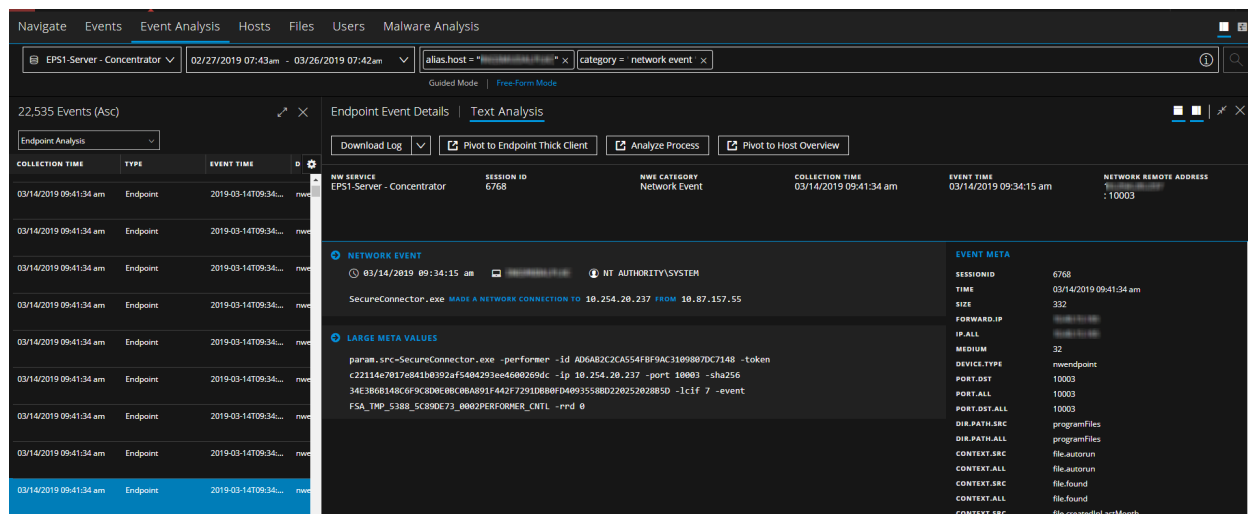 Navigate Events Event Analysis Hosts Files Users Malware Analysis
EPS1-Server - Concentrator 02/27/2019 07:43am - 03/26/2019 07:42am alias.host = " " × category = 'network event' ×
Guided Mode | Free-Form Mode
22,535 Events (Asc)
Endpoint Analysis
COLLECTION TIME TYPE EVENT TIME D
03/14/2019 09:41:34 am Endpoint 2019-03-14T09:34:... nwe
03/14/2019 09:41:34 am Endpoint 2019-03-14T09:34:... nwe
03/14/2019 09:41:34 am Endpoint 2019-03-14T09:34:... nwe
03/14/2019 09:41:34 am Endpoint 2019-03-14T09:34:... nwe
03/14/2019 09:41:34 am Endpoint 2019-03-14T09:34:... nwe
03/14/2019 09:41:34 am Endpoint 2019-03-14T09:34:... nwe
03/14/2019 09:41:34 am Endpoint 2019-03-14T09:34:... nwe
03/14/2019 09:41:34 am Endpoint 2019-03-14T09:34:... nwe
03/14/2019 09:41:34 am Endpoint 2019-03-14T09:34:... nwe
Endpoint Event Details | Text Analysis
Download Log Pivot to Endpoint Thick Client Analyze Process Pivot to Host Overview
NW SERVICE SESSION ID NWE CATEGORY COLLECTION TIME EVENT TIME NETWORK REMOTE ADDRESS
EPS1-Server - Concentrator 6768 Network Event 03/14/2019 09:41:34 am 03/14/2019 09:34:15 am
: 10003
NETWORK EVENT
03/14/2019 09:34:15 am NT AUTHORITY\SYSTEM
SecureConnector.exe MADE A NETWORK CONNECTION TO 10.254.20.237 FROM 10.87.157.55
LARGE META VALUES
param.src=SecureConnector.exe -performer -id AD6AB2C2CA554FBF9AC3109807DC7148 -token
c22114e7017e841b0392af5404293ee4600269dc -ip 10.254.20.237 -port 10003 -sha256
34E3B6B148C6F9C8D0E0BC0BA891F442F7291DBB0FD4093558BD220252028B5D -lcif 7 -event
FSA_TMP_5388_5C89DE73_0002PERFORMER_CNTL -rrd 0
EVENT META
SESSIONID 6768
TIME 03/14/2019 09:41:34 am
SIZE 332
FORWARD.IP
IP.ALL
MEDIUM 32
DEVICE.TYPE nwendpoint
PORT.DST 10003
PORT.ALL 10003
PORT.DST.ALL 10003
DIR.PATH.SRC programFiles
DIR.PATH.ALL programFiles
CONTEXT.SRC file.autorun
CONTEXT.ALL file.autorun
CONTEXT.SRC file.found
CONTEXT.ALL file.found
CONTEXT.SRC file.createdInLastMonth